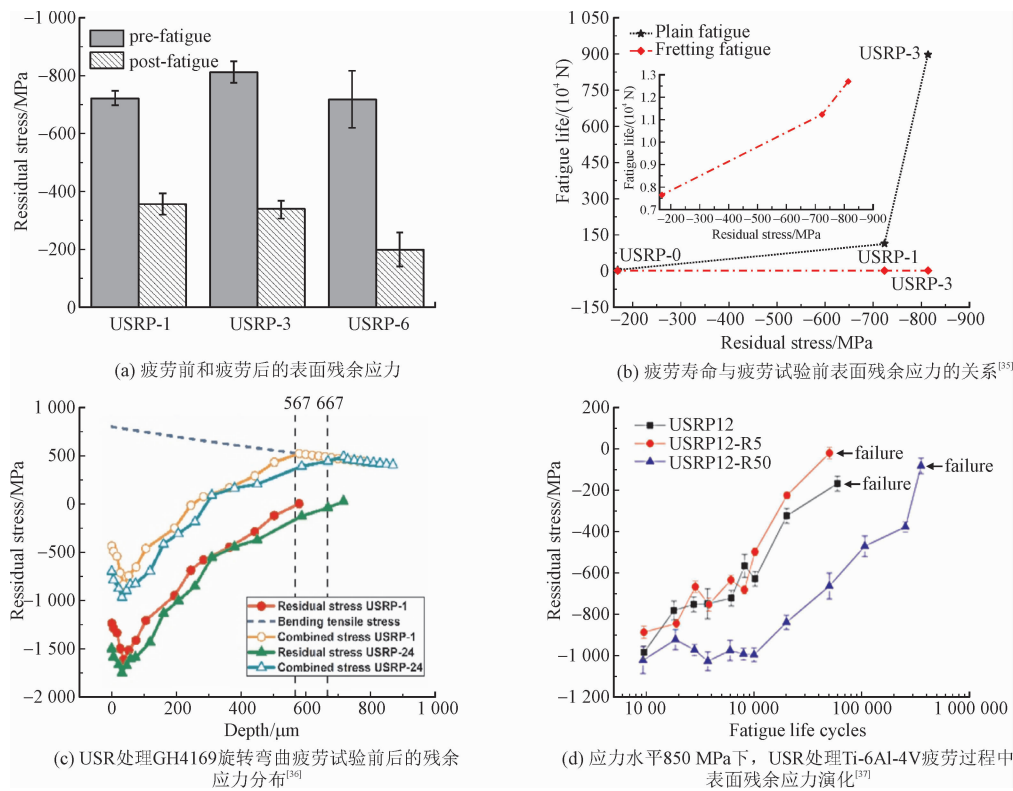 −1 000
−800
−600
−400
−200
0
Ressidual stress/MPa
pre-fatigue
post-fatigue
USRP-1
USRP-3
USRP-6
(a) 疲劳前和疲劳后的表面残余应力
1 050
900
750
600
450
300
150
0
−150
Fatigue life/(10⁴ N)
Plain fatigue
Fretting fatigue
USRP-3
1.3
1.2
1.1
1.0
0.9
0.8
0.7
Fatigue life/(10⁴ N)
−200 −300 −400 −500 −600 −700 −800 −900
Residual stress/MPa
USRP-0
USRP-1
USRP-3
−200 −300 −400 −500 −600 −700 −800 −900
Residual stress/MPa
(b) 疲劳寿命与疲劳试验前表面残余应力的关系[35]
567 667
1 000
500
0
−500
−1 000
−1 500
−2 000
Ressidual stress/MPa
Residual stress USRP-1
Bending tensile stress
Combined stress USRP-1
Residual stress USRP-24
Combined stress USRP-24
0 200 400 600 800 1 000
Depth/μm
(c) USR处理GH4169旋转弯曲疲劳试验前后的残余
应力分布[36]
200
0
−200
−400
−600
−800
−1 000
−1 200
Residual stress/MPa
USRP12
USRP12-R5
USRP12-R50
failure
failure
failure
10 00 10 000 100 000 1 000 000
Fatigue life cycles
(d) 应力水平850 MPa下，USR处理Ti-6Al-4V疲劳过程中
表面残余应力演化[37]